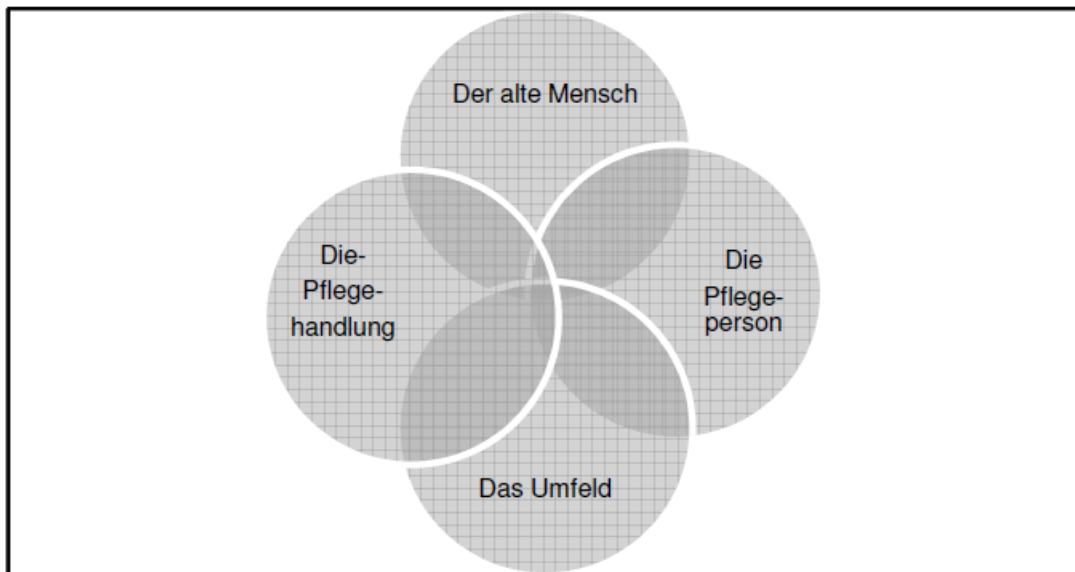 Der alte Mensch
Die-
Pflege-
handlung
Die
Pflege-
person
Das Umfeld